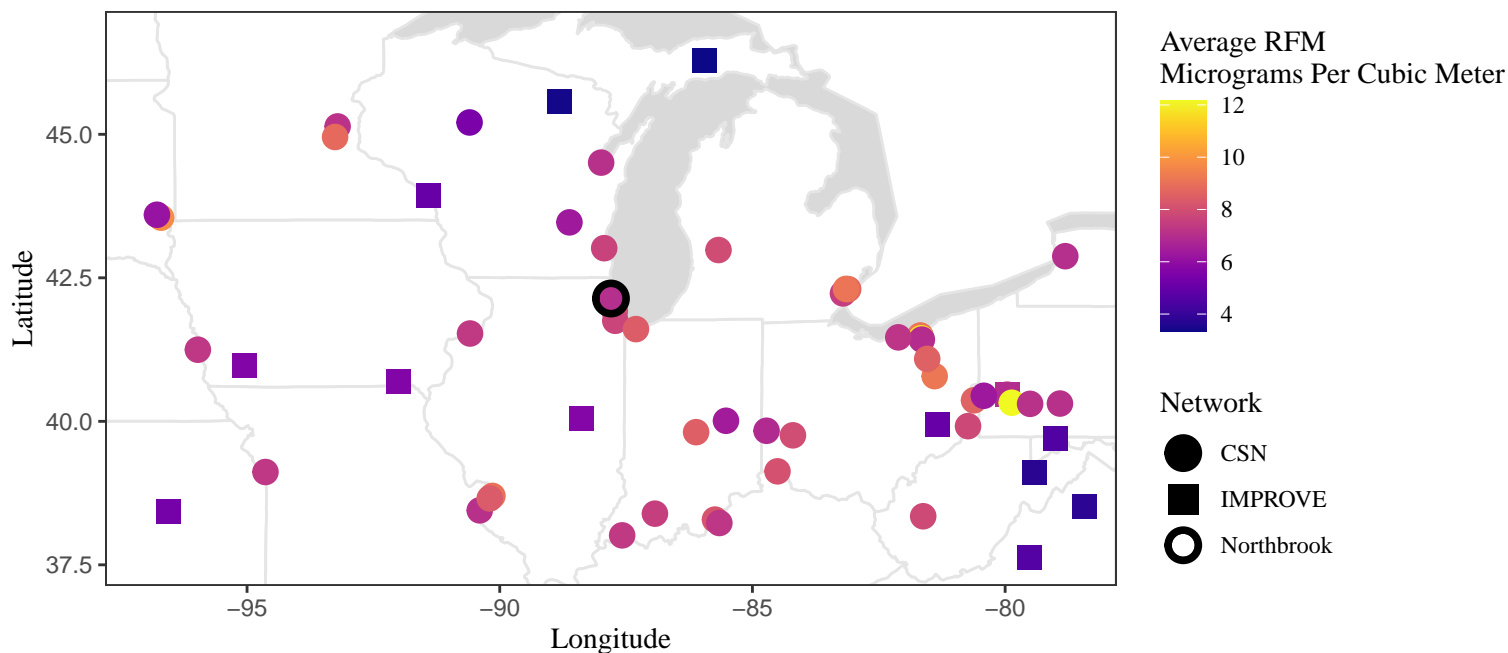 Average RFM
Micrograms Per Cubic Meter
12
10
8
6
4
Network
CSN
IMPROVE
Northbrook
Latitude
45.0
42.5
40.0
37.5
−95
−90
−85
−80
Longitude